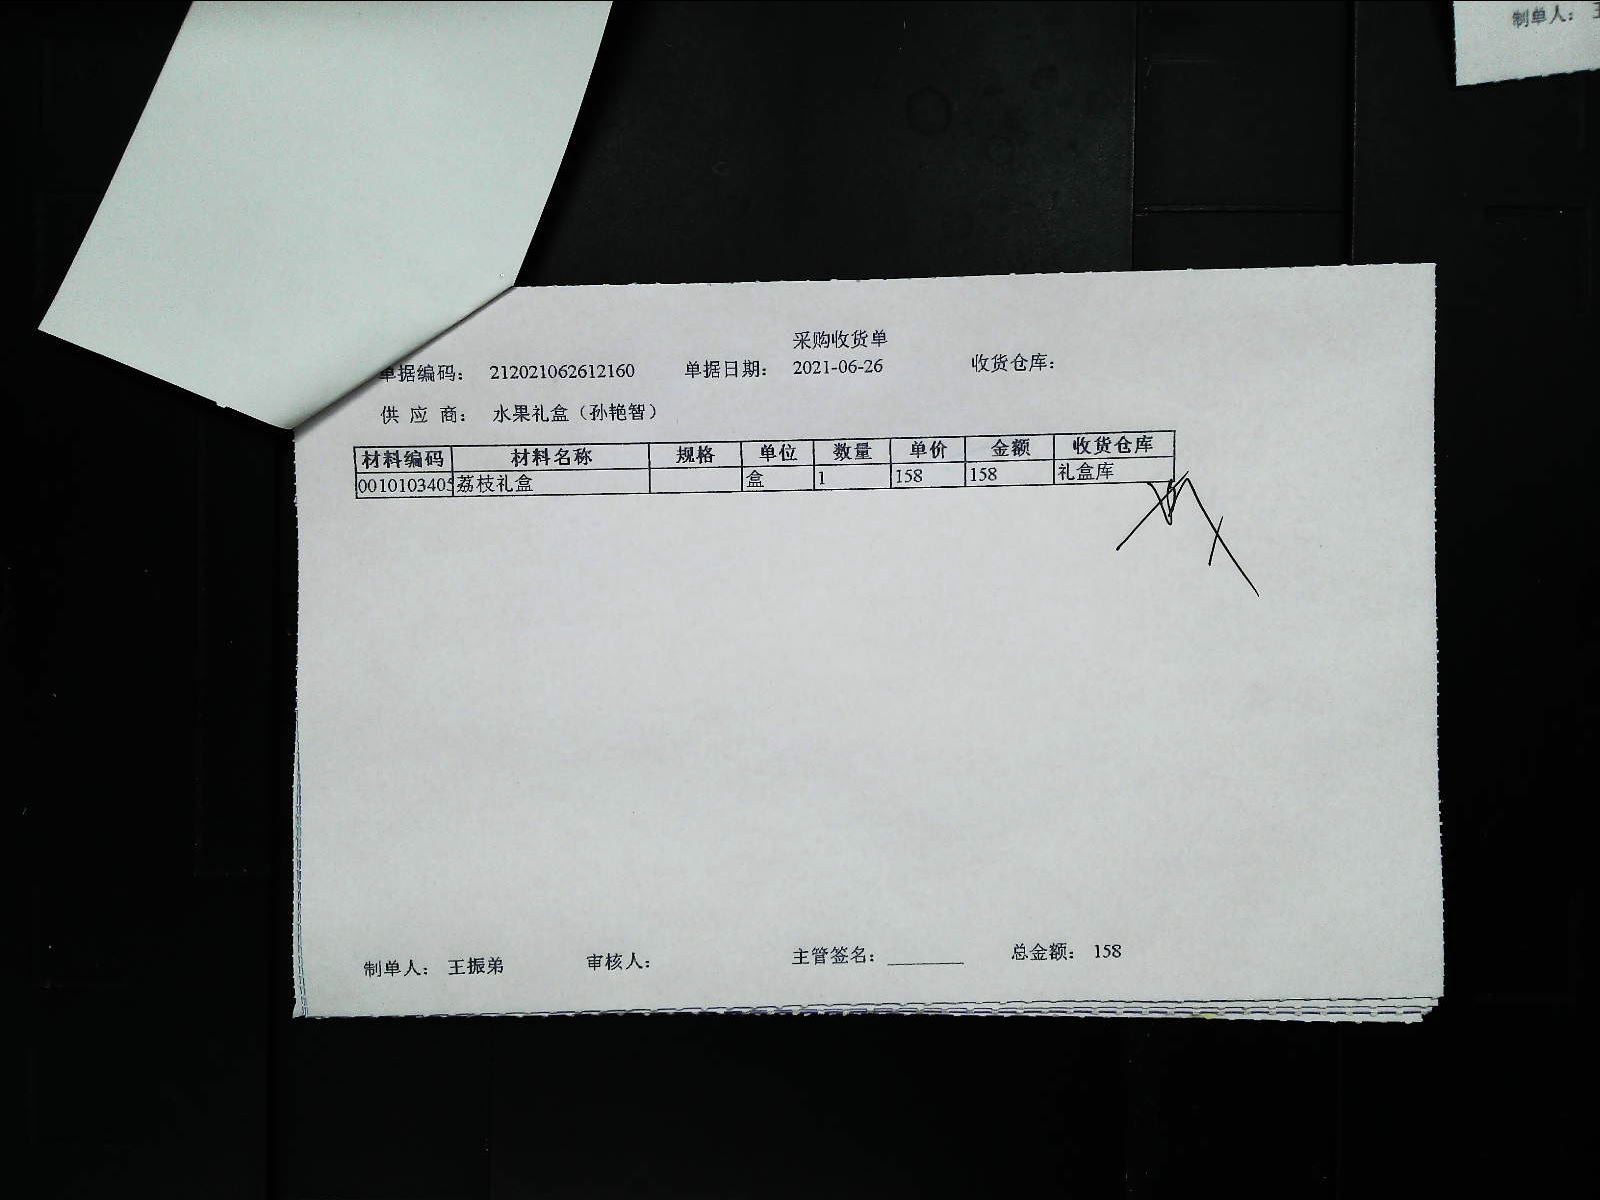 制单人：
采购收货单
单据编码： 212021062612160 单据日期： 2021-06-26 收货仓库：
供 应 商： 水果礼盒（孙艳智）
材料编码 材料名称 规格 单位 数量 单价 金额 收货仓库
0010103405 荔枝礼盒 盒 1 158 158 礼盒库
制单人： 王振弟 审核人： 主管签名： 总金额： 158